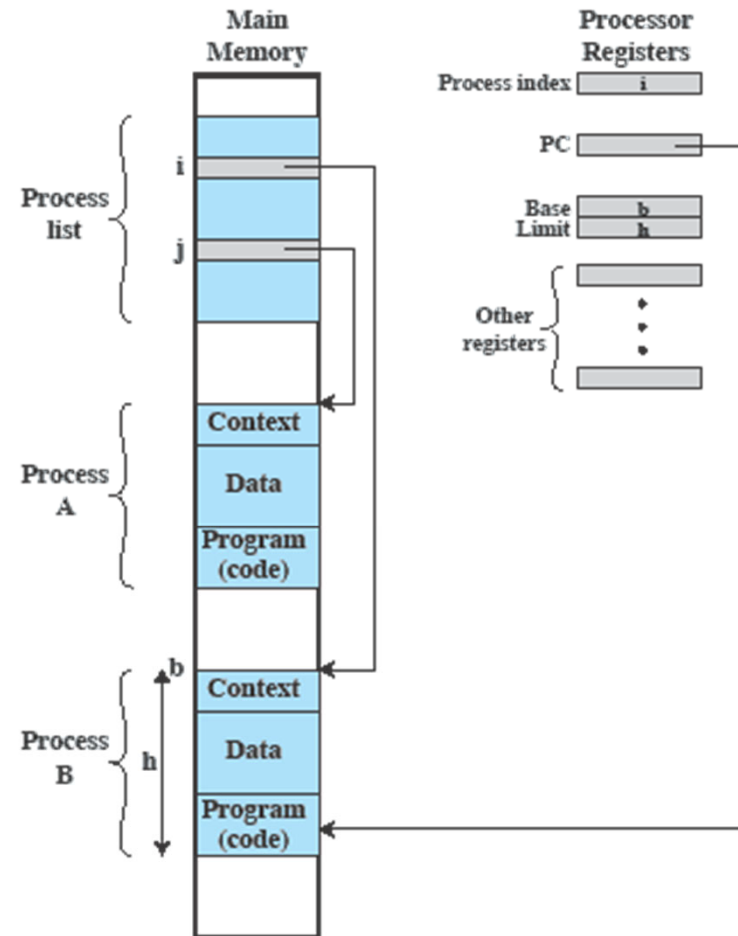 Main
Memory
Processor
Registers
Process index
i
PC
Base
b
Limit
h
Other
registers
Process
list
i
j
Process
A
Context
Data
Program
(code)
Process
B
b
h
Context
Data
Program
(code)